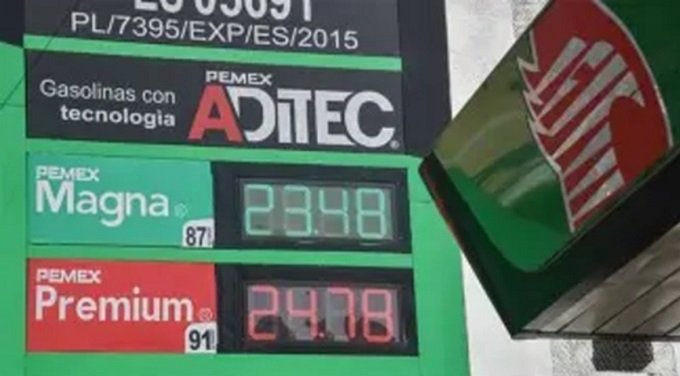 PL/7395/EXP/ES/2015
Gasolinas con
tecnologìa
PEMEX
ADiTEC®
PEMEX
Magna®
87
23.48
PEMEX
Premium®
91
24.78